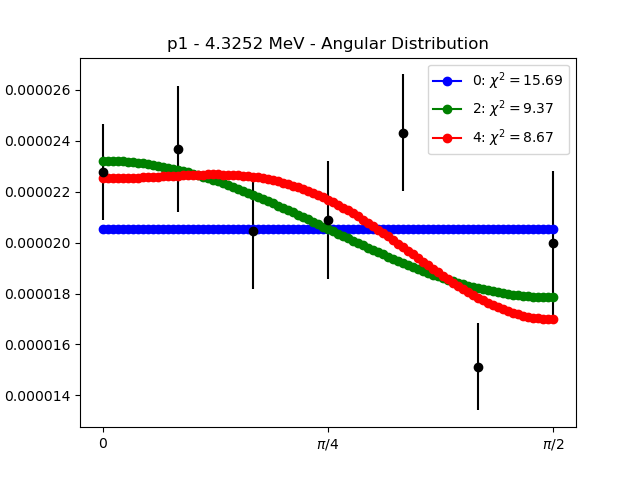 p1 - 4.3252 MeV - Angular Distribution
0: χ² = 15.69
2: χ² = 9.37
4: χ² = 8.67
0.000026
0.000024
0.000022
0.000020
0.000018
0.000016
0.000014
0
π/4
π/2